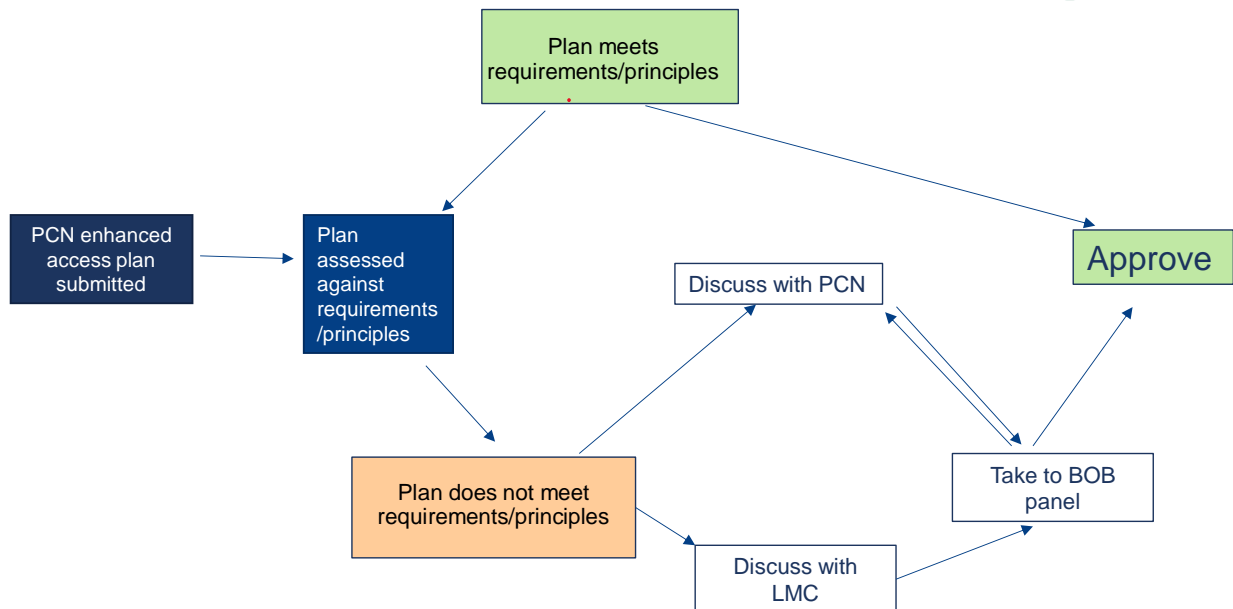 Plan meets
requirements/principles
PCN enhanced
access plan
submitted
Plan
assessed
against
requirements
/principles
Approve
Discuss with PCN
Plan does not meet
requirements/principles
Take to BOB
panel
Discuss with
LMC